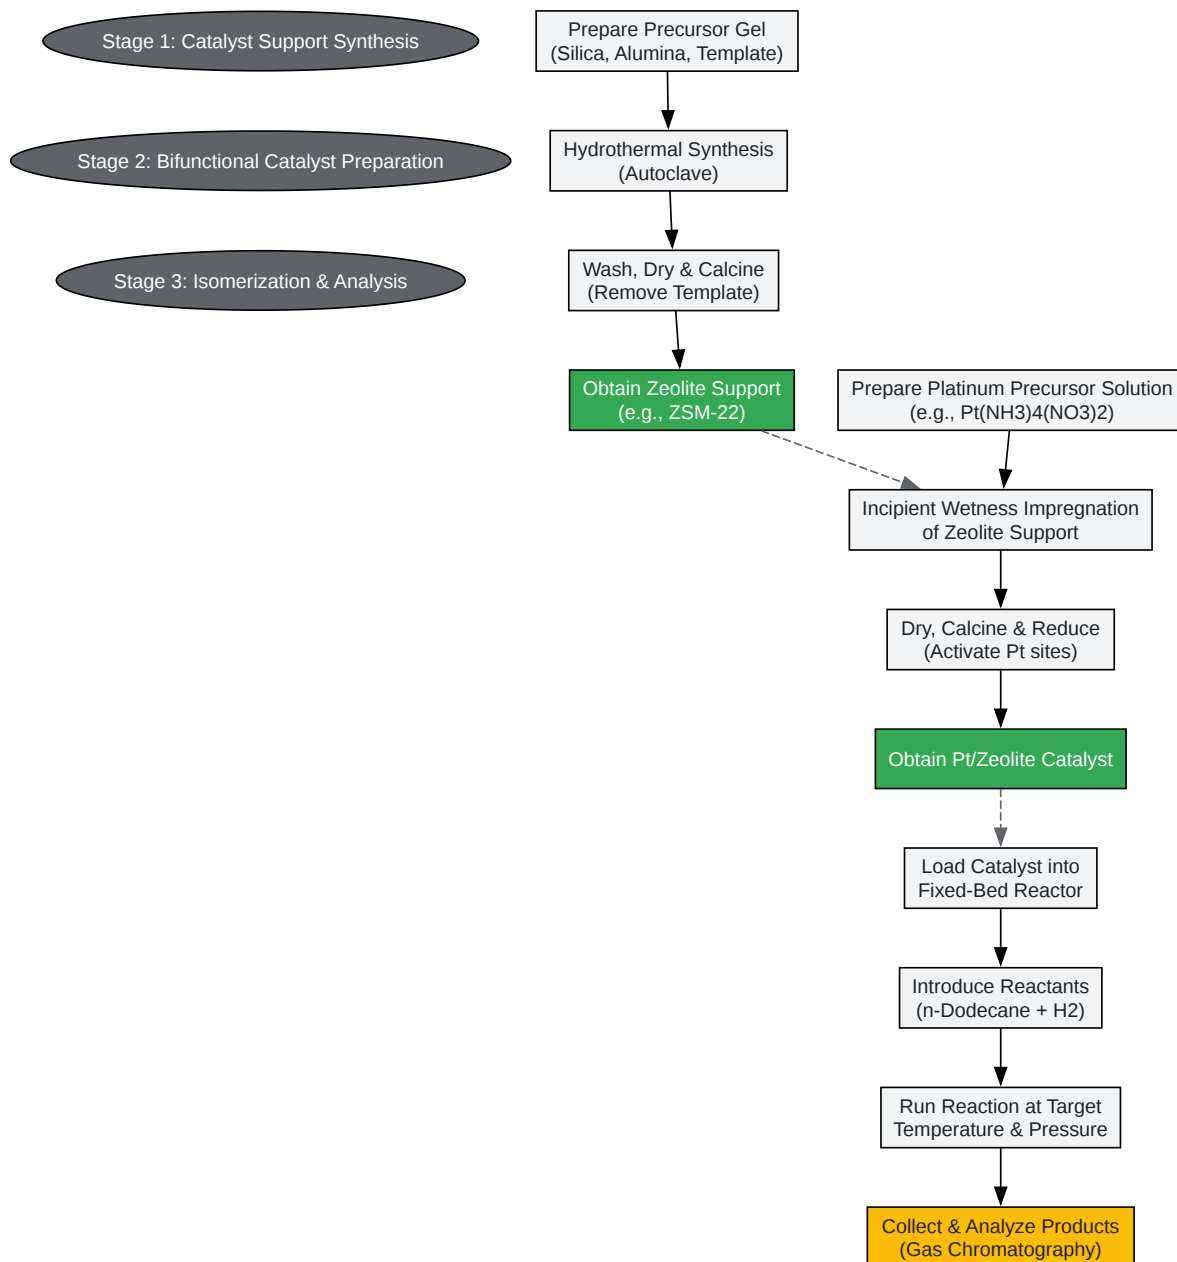 Stage 1: Catalyst Support Synthesis
Prepare Precursor Gel
(Silica, Alumina, Template)
Stage 2: Bifunctional Catalyst Preparation
Hydrothermal Synthesis
(Autoclave)
Stage 3: Isomerization & Analysis
Wash, Dry & Calcine
(Remove Template)
Obtain Zeolite Support
(e.g., ZSM-22)
Prepare Platinum Precursor Solution
(e.g., Pt(NH3)4(NO3)2)
Incipient Wetness Impregnation
of Zeolite Support
Dry, Calcine & Reduce
(Activate Pt sites)
Obtain Pt/Zeolite Catalyst
Load Catalyst into
Fixed-Bed Reactor
Introduce Reactants
(n-Dodecane + H2)
Run Reaction at Target
Temperature & Pressure
Collect & Analyze Products
(Gas Chromatography)